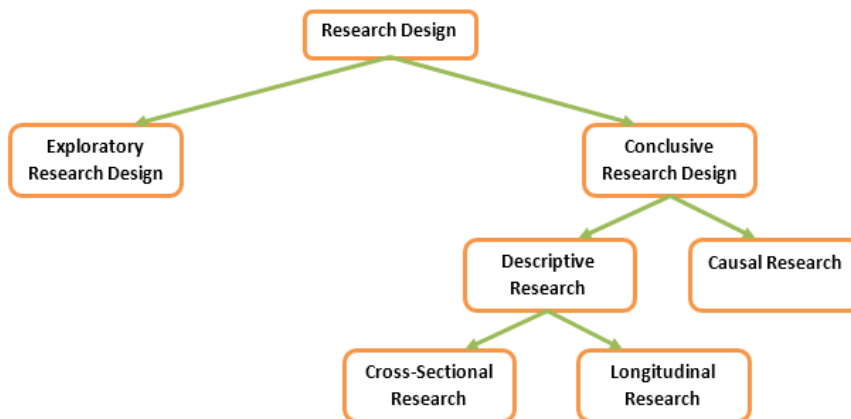 Research Design
Exploratory
Research Design
Conclusive
Research Design
Descriptive
Research
Causal Research
Cross-Sectional
Research
Longitudinal
Research